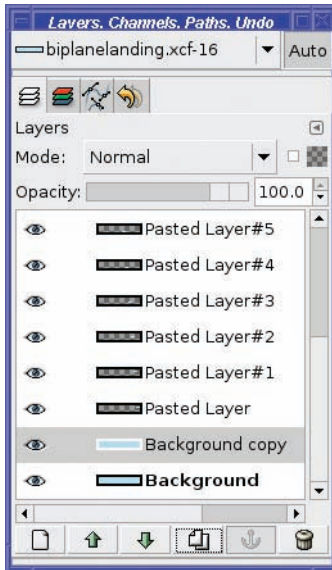 Layers. Channels. Paths. Undo
biplanelanding.xcf-16 Auto
Layers
Mode: Normal
Opacity: 100.0
Pasted Layer#5
Pasted Layer#4
Pasted Layer#3
Pasted Layer#2
Pasted Layer#1
Pasted Layer
Background copy
Background